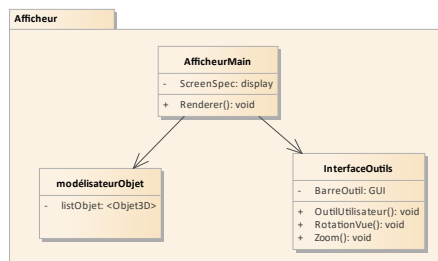 Afficheur
AfficheurMain
- ScreenSpec: display
+ Renderer(): void
modélisateurObjet
- listObjet: <Objet3D>
InterfaceOutils
- BarreOutil: GUI
+ OutilUtilisateur(): void
+ RotationVue(): void
+ Zoom(): void